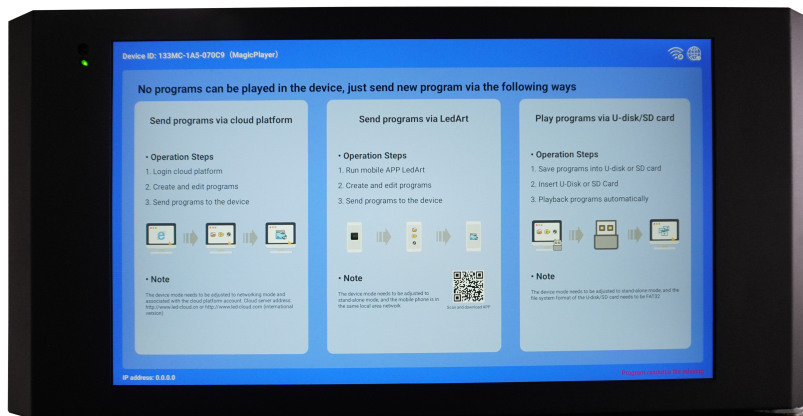 Device ID: 133MC-1A5-070C9 (MagicPlayer)
No programs can be played in the device, just send new program via the following ways
Send programs via cloud platform
• Operation Steps
1. Login cloud platform
2. Create and edit programs
3. Send programs to the device
• Note
The device mode needs to be adjusted to networking mode and
associated with the cloud platform account. Cloud server address:
http://www.led-cloud.cn or http://www.ledcloud.com (international
version)
Send programs via LedArt
• Operation Steps
1. Run mobile APP LedArt
2. Create and edit programs
3. Send programs to the device
• Note
The device mode needs to be adjusted to
stand-alone mode, and the mobile phone is in
the same local area network
Scan and download APP
Play programs via U-disk/SD card
• Operation Steps
1. Save programs into U-disk or SD card
2. Insert U-Disk or SD Card
3. Playback programs automatically
• Note
The device mode needs to be adjusted to stand-alone mode, and the
file system format of the U-disk/SD card needs to be FAT32
IP address: 0.0.0.0